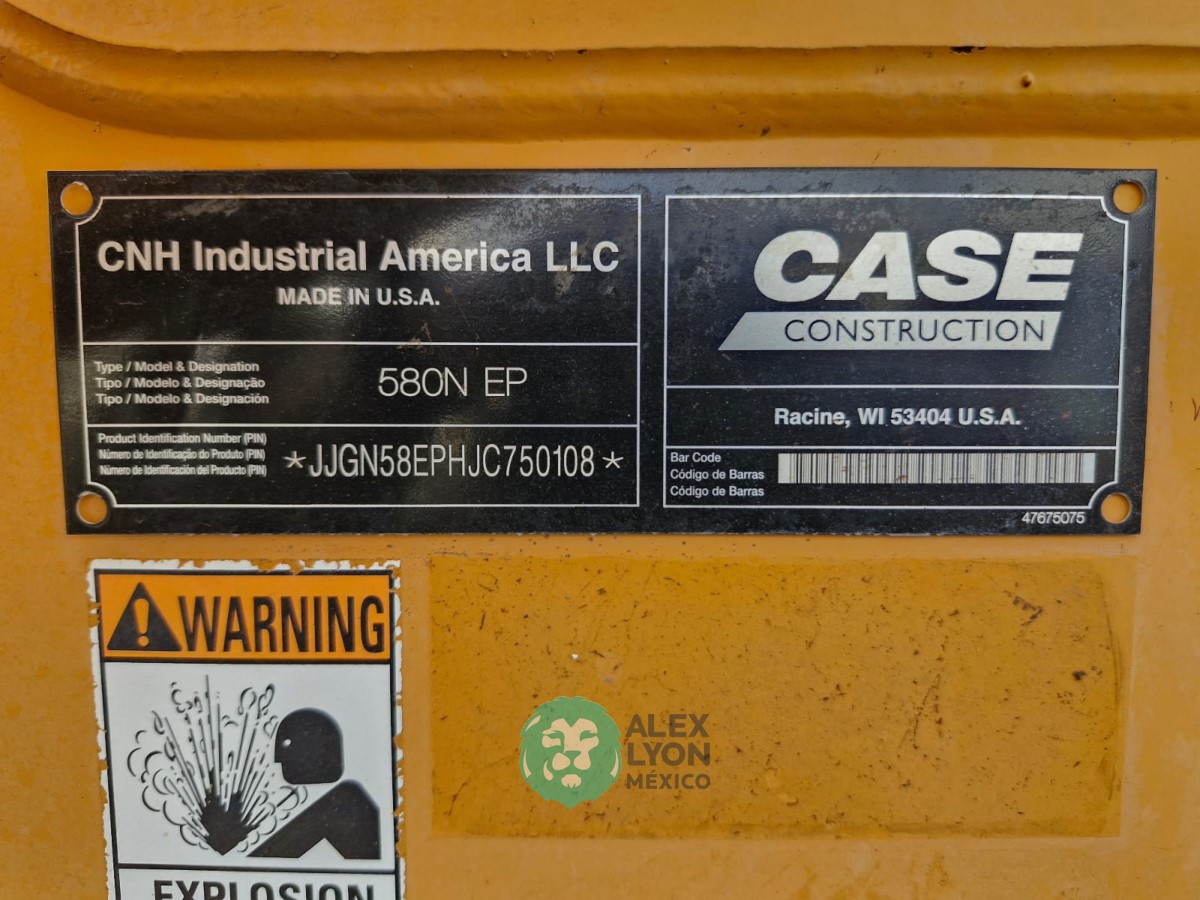 CNH Industrial America LLC
MADE IN U.S.A.
Type / Model & Designation
Tipo / Modelo & Designação
Tipo / Modelo & Designación
580N EP
Product Identification Number (PIN)
Número de Identificação do Produto (PIN)
Número de Identificación del Producto (PIN)
*JJGN58EPHJC750108*
CASE
CONSTRUCTION
Racine, WI 53404 U.S.A.
Bar Code
Código de Barras
Código de Barras
47675075
WARNING
EXPLOSION
ALEX
LYON
MÉXICO